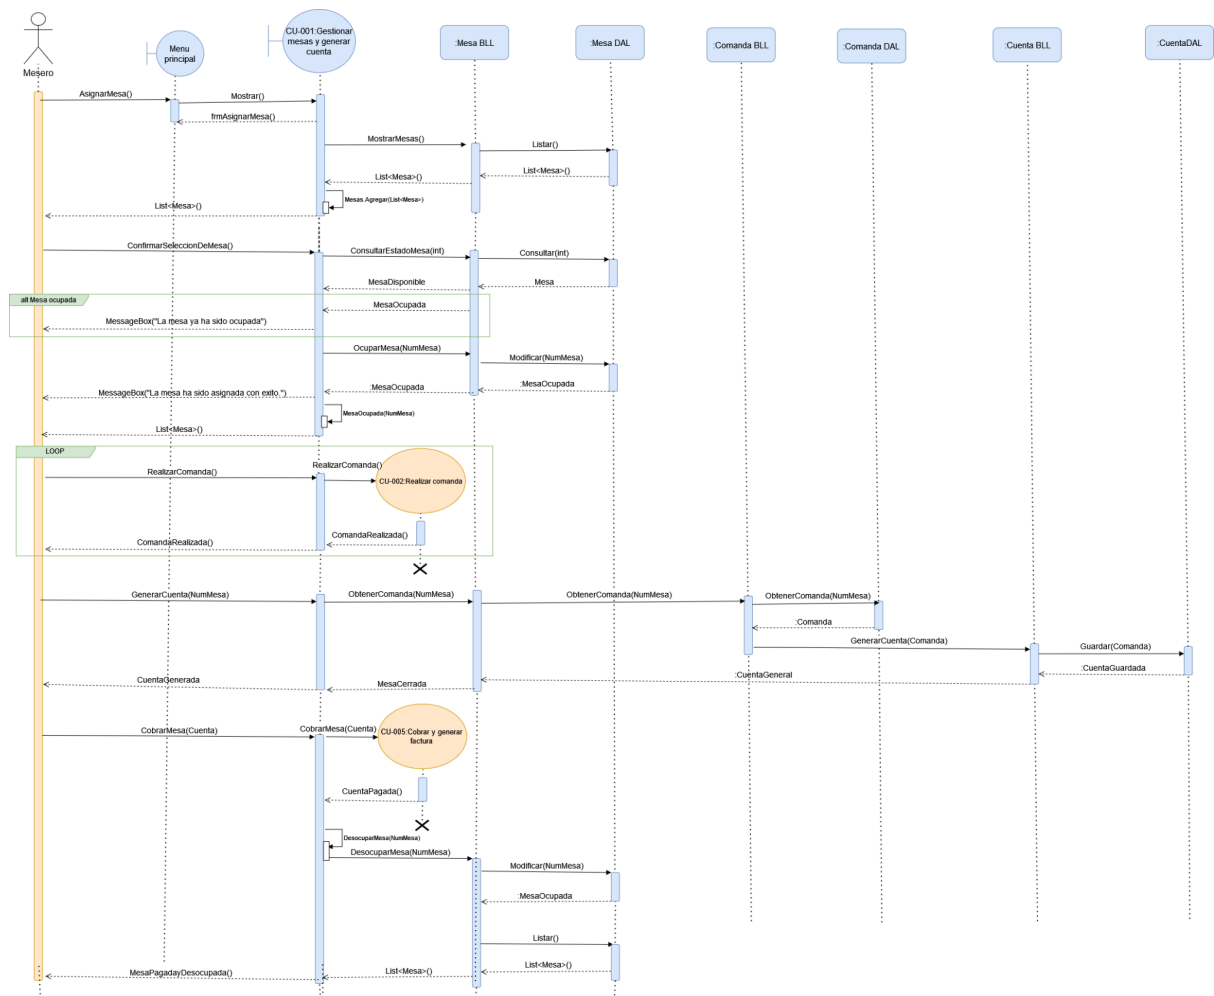 Mesero
Menu
principal
CU-001:Gestionar
mesas y generar
cuenta
:Mesa BLL
:Mesa DAL
:Comanda BLL
:Comanda DAL
:Cuenta BLL
:CuentaDAL
AsignarMesa()
Mostrar()
frmAsignarMesa()
MostrarMesas()
Listar()
List<Mesa>()
List<Mesa>()
Mesas.Agregar(List<Mesa>)
List<Mesa>()
ConfirmarSeleccionDeMesa()
ConsultarEstadoMesa(int)
Consultar(int)
MesaDisponible
Mesa
alt Mesa ocupada
MesaOcupada
MessageBox("La mesa ya ha sido ocupada")
OcuparMesa(NumMesa)
Modificar(NumMesa)
:MesaOcupada
:MesaOcupada
MessageBox("La mesa ha sido asignada con exito.")
MesaOcupada(NumMesa)
List<Mesa>()
LOOP
RealizarComanda()
RealizarComanda()
CU-002:Realizar comanda
ComandaRealizada()
ComandaRealizada()
GenerarCuenta(NumMesa)
ObtenerComanda(NumMesa)
ObtenerComanda(NumMesa)
ObtenerComanda(NumMesa)
:Comanda
GenerarCuenta(Comanda)
Guardar(Comanda)
:CuentaGuardada
:CuentaGeneral
CuentaGenerada
MesaCerrada
CobrarMesa(Cuenta)
CobrarMesa(Cuenta)
CU-005:Cobrar y generar
factura
CuentaPagada()
DesocuparMesa(NumMesa)
DesocuparMesa(NumMesa)
Modificar(NumMesa)
:MesaOcupada
Listar()
List<Mesa>()
List<Mesa>()
MesaPagadayDesocupada()